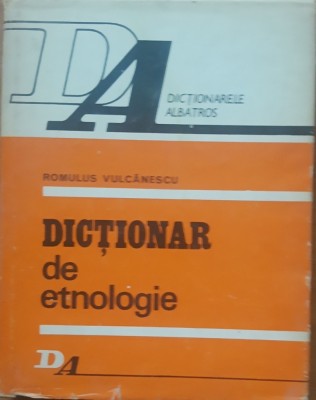 DA
DICȚIONARELE
ALBATROS
ROMULUS VULCĂNESCU
DICȚIONAR
de
etnologie
DA